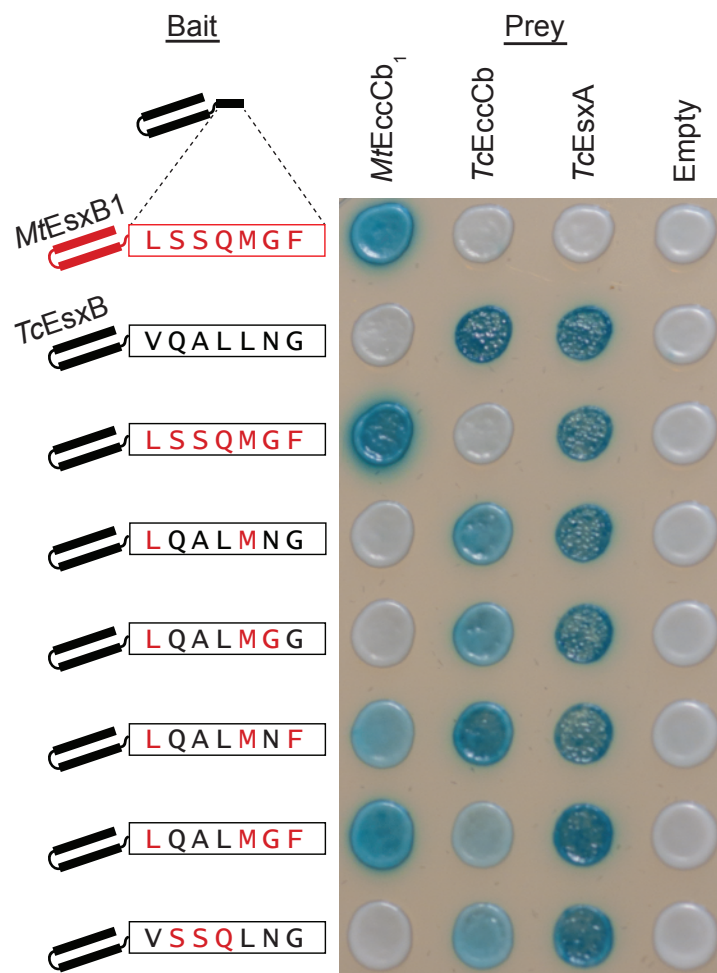 Bait
Prey
MtEccCb1
TcEccCb
TcEsxA
Empty
MtEsxB1
LSSQMGF
TcEsxB
VQALLNG
LSSQMGF
LQALMNG
LQALMGG
LQALMNF
LQALMGF
VSSQLNG